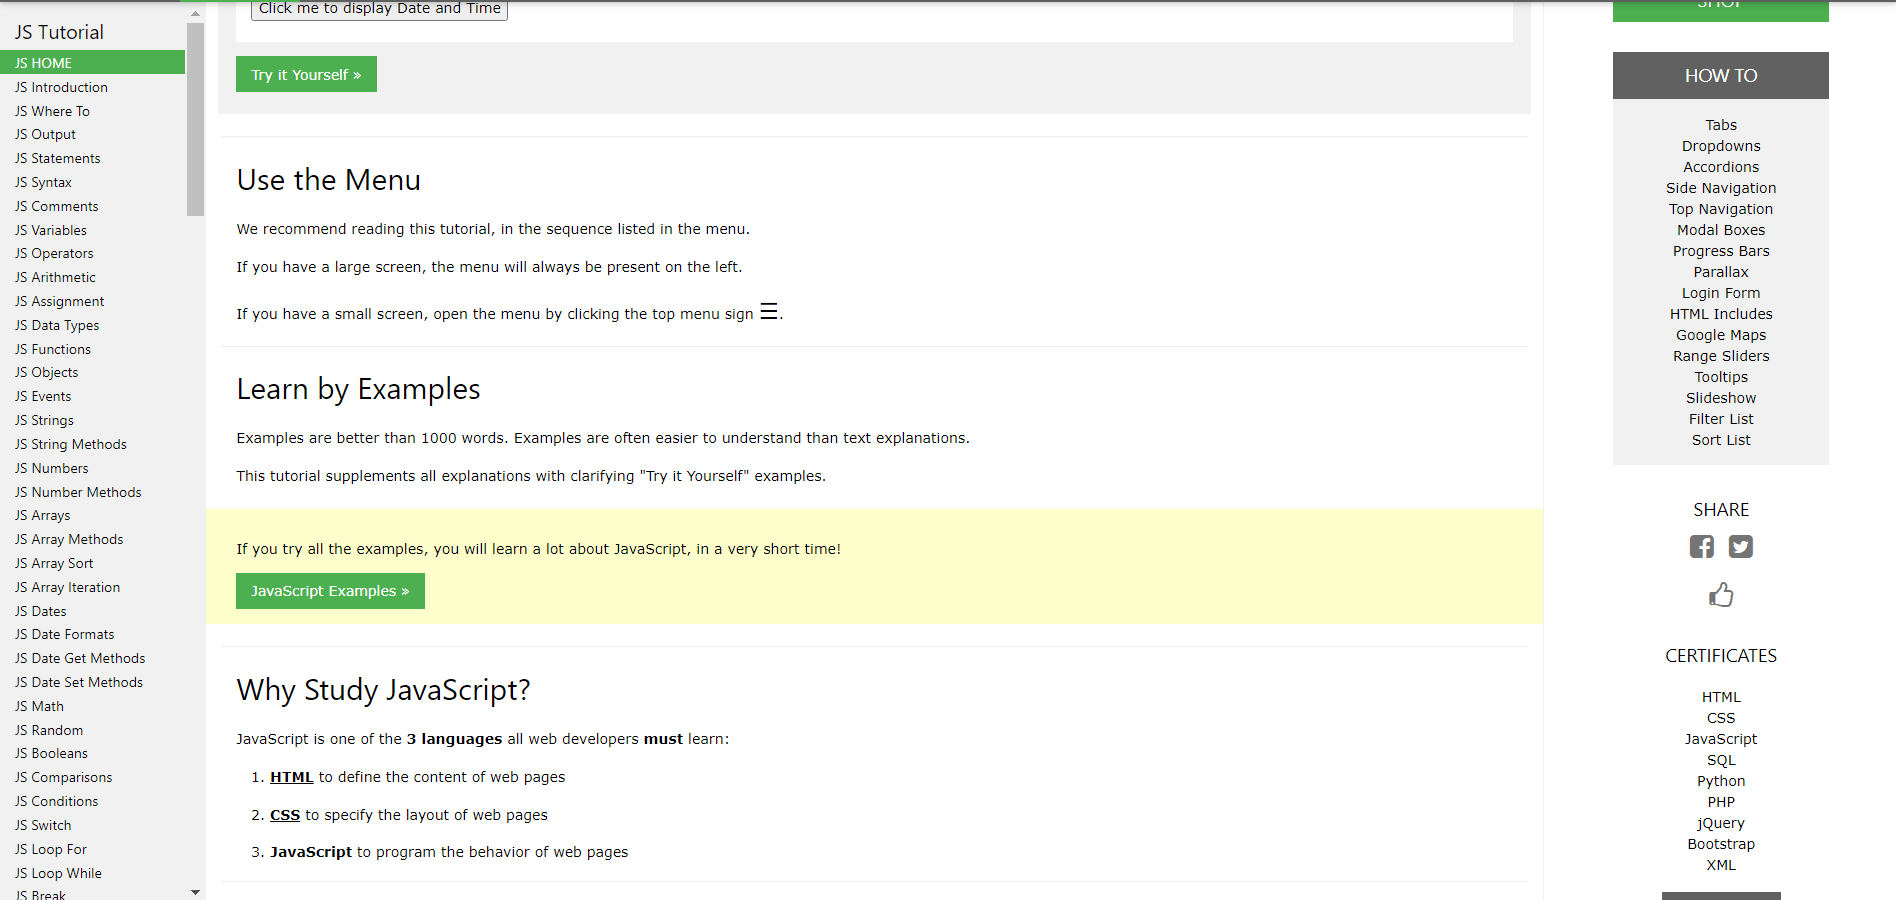 JS Tutorial
JS HOME
JS Introduction
JS Where To
JS Output
JS Statements
JS Syntax
JS Comments
JS Variables
JS Operators
JS Arithmetic
JS Assignment
JS Data Types
JS Functions
JS Objects
JS Events
JS Strings
JS String Methods
JS Numbers
JS Number Methods
JS Arrays
JS Array Methods
JS Array Sort
JS Array Iteration
JS Dates
JS Date Formats
JS Date Get Methods
JS Date Set Methods
JS Math
JS Random
JS Booleans
JS Comparisons
JS Conditions
JS Switch
JS Loop For
JS Loop While
JS Break
Click me to display Date and Time
Try it Yourself »
Use the Menu
We recommend reading this tutorial, in the sequence listed in the menu.
If you have a large screen, the menu will always be present on the left.
If you have a small screen, open the menu by clicking the top menu sign ☰.
Learn by Examples
Examples are better than 1000 words. Examples are often easier to understand than text explanations.
This tutorial supplements all explanations with clarifying "Try it Yourself" examples.
If you try all the examples, you will learn a lot about JavaScript, in a very short time!
JavaScript Examples »
Why Study JavaScript?
JavaScript is one of the 3 languages all web developers must learn:
1. HTML to define the content of web pages
2. CSS to specify the layout of web pages
3. JavaScript to program the behavior of web pages
SHOP
HOW TO
Tabs
Dropdowns
Accordions
Side Navigation
Top Navigation
Modal Boxes
Progress Bars
Parallax
Login Form
HTML Includes
Google Maps
Range Sliders
Tooltips
Slideshow
Filter List
Sort List
SHARE
CERTIFICATES
HTML
CSS
JavaScript
SQL
Python
PHP
jQuery
Bootstrap
XML